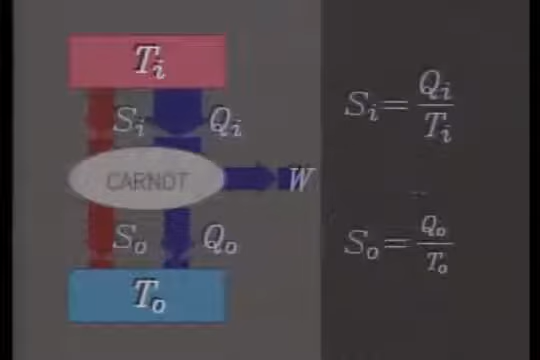 Tᵢ
Sᵢ Qᵢ
CARNOT W
Sₒ Qₒ
Tₒ
Sᵢ = Qᵢ / Tᵢ
Sₒ = Qₒ / Tₒ